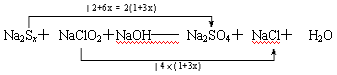 | 2+6x = 2(1+3x)
Na₂Sₓ+ NaClO₂+NaOH—— Na₂SO₄+ NaCl+ H₂O
| 4×(1+3x)